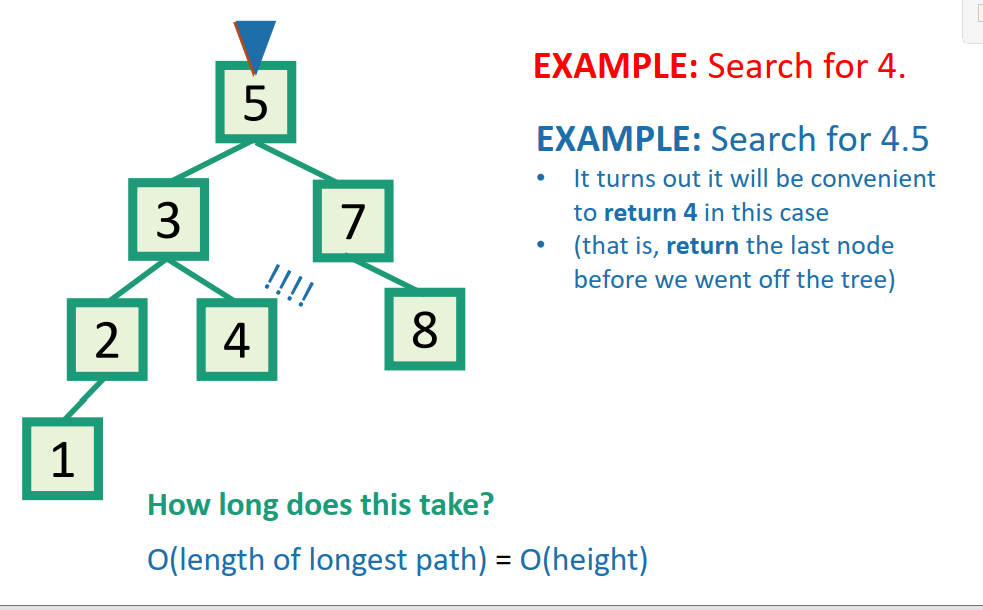 5
EXAMPLE: Search for 4.
EXAMPLE: Search for 4.5
• It turns out it will be convenient
to return 4 in this case
• (that is, return the last node
before we went off the tree)
3
7
!!!!
2
4
8
1
How long does this take?
O(length of longest path) = O(height)